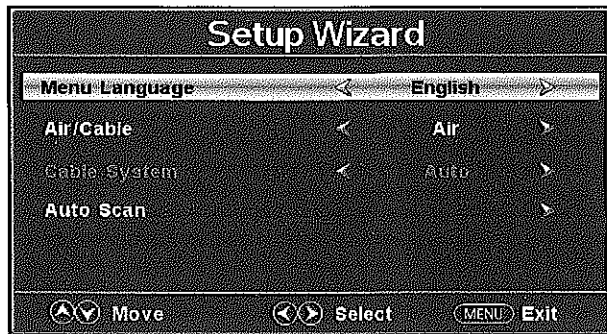 Setup Wizard
Menu Language English
Air/Cable Air
Cable System Auto
Auto Scan
Move Select MENU Exit